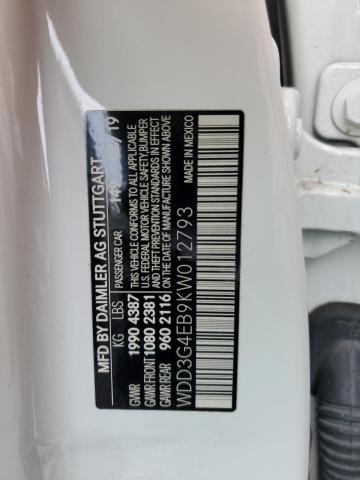 MFD BY DAIMLER AG STUTTGART
PASSENGER CAR 149 /19
KG LBS
GVWR 1990 4387
GAWR FRONT 1080 2381
GAWR REAR 960 2116
THIS VEHICLE CONFORMS TO ALL APPLICABLE
U.S. FEDERAL MOTOR VEHICLE SAFETY, BUMPER
AND THEFT PREVENTION STANDARDS IN EFFECT
ON THE DATE OF MANUFACTURE SHOWN ABOVE
WDD3G4EB9KW012793
MADE IN MEXICO